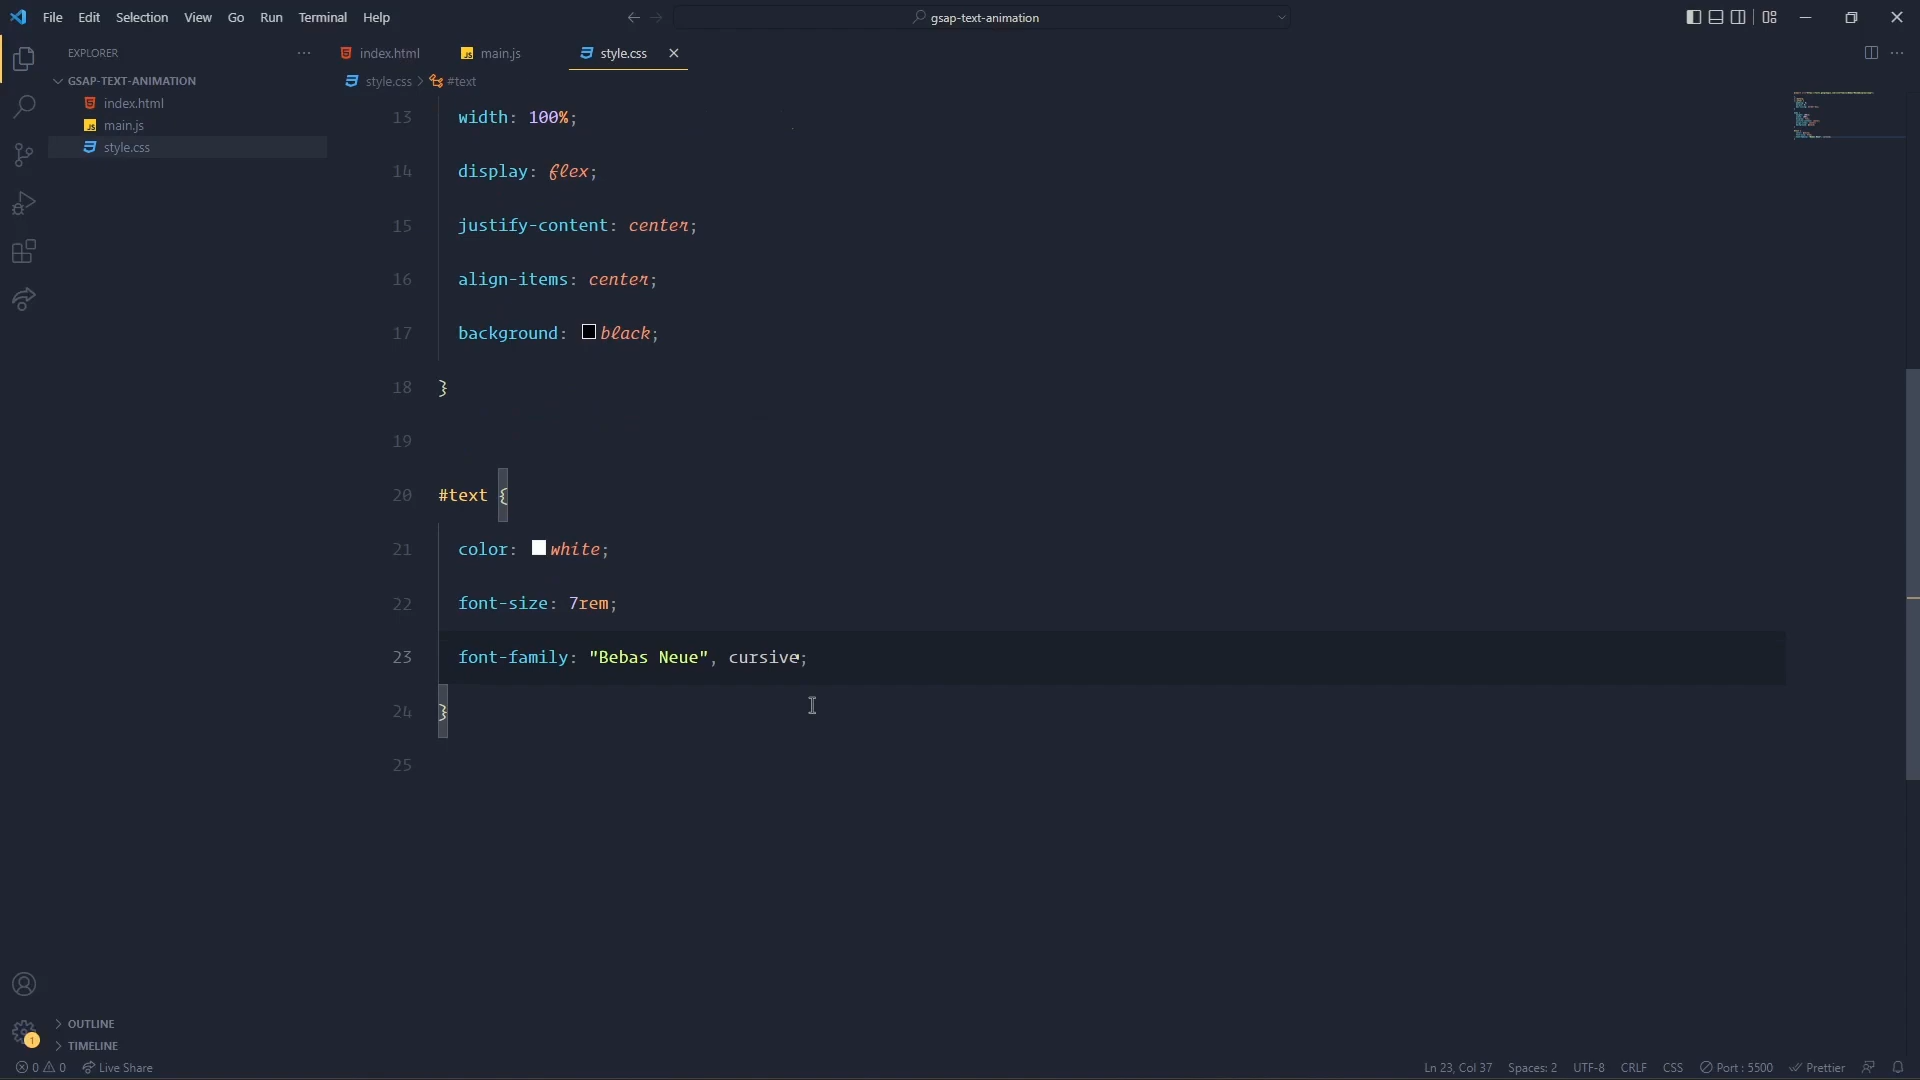 File Edit Selection View Go Run Terminal Help
gsap-text-animation
EXPLORER
index.html
main.js
style.css
GSAP-TEXT-ANIMATION
style.css > #text
index.html
main.js
style.css
13 width: 100%;
14 display: flex;
15 justify-content: center;
16 align-items: center;
17 background: black;
18 }
19
20 #text {
21 color: white;
22 font-size: 7rem;
23 font-family: "Bebas Neue", cursive;
24 }
25
1
OUTLINE
TIMELINE
0 0 Live Share
Ln 23, Col 37 Spaces: 2 UTF-8 CRLF CSS Port : 5500 Prettier